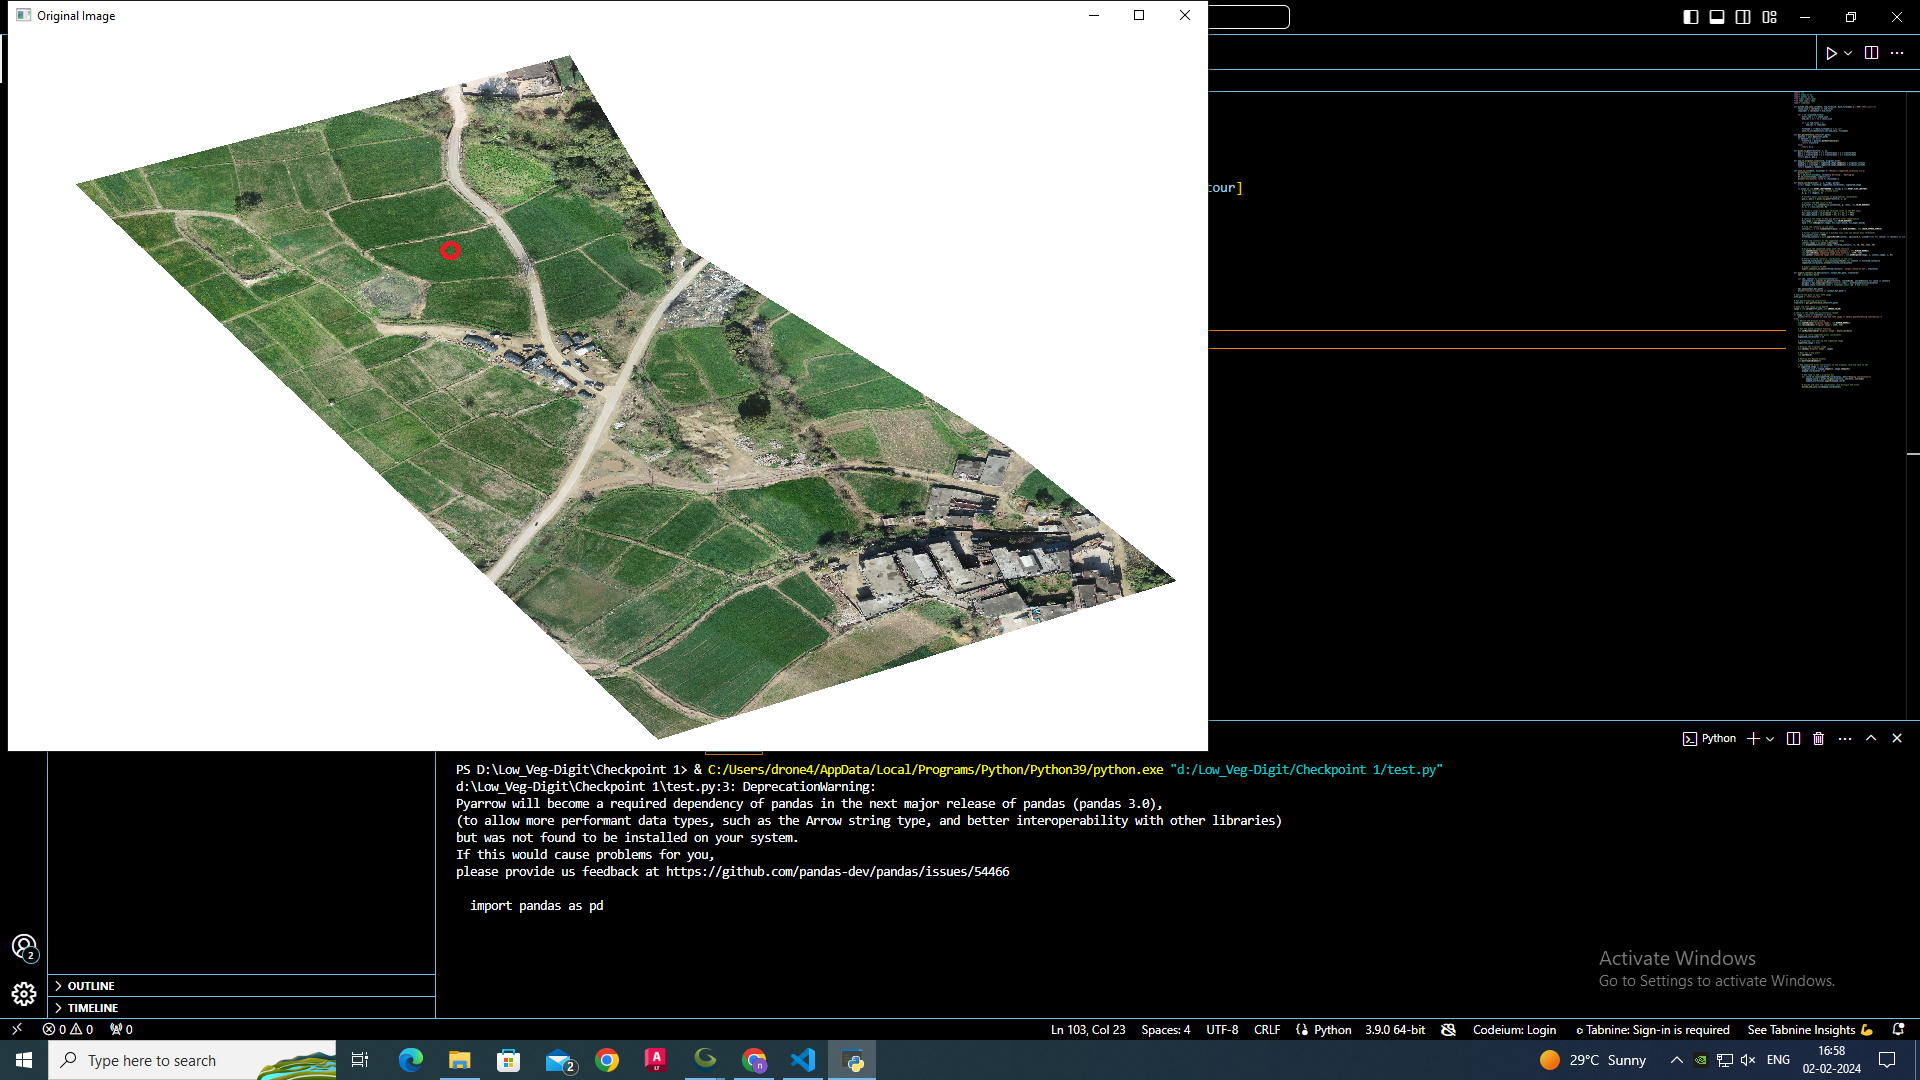 Original Image
tour]
Python
PS D:\Low_Veg-Digit\Checkpoint 1> & C:/Users/drone4/AppData/Local/Programs/Python/Python39/python.exe "d:/Low_Veg-Digit/Checkpoint 1/test.py"
d:\Low_Veg-Digit\Checkpoint 1\test.py:3: DeprecationWarning:
Pyarrow will become a required dependency of pandas in the next major release of pandas (pandas 3.0),
(to allow more performant data types, such as the Arrow string type, and better interoperability with other libraries)
but was not found to be installed on your system.
If this would cause problems for you,
please provide us feedback at https://github.com/pandas-dev/pandas/issues/54466
import pandas as pd
2
Activate Windows
Go to Settings to activate Windows.
OUTLINE
TIMELINE
0 0 0 Ln 103, Col 23 Spaces: 4 UTF-8 CRLF Python 3.9.0 64-bit Codeium: Login Tabnine: Sign-in is required See Tabnine Insights
Type here to search 2 A LT n 29°C Sunny ENG 16:58
02-02-2024